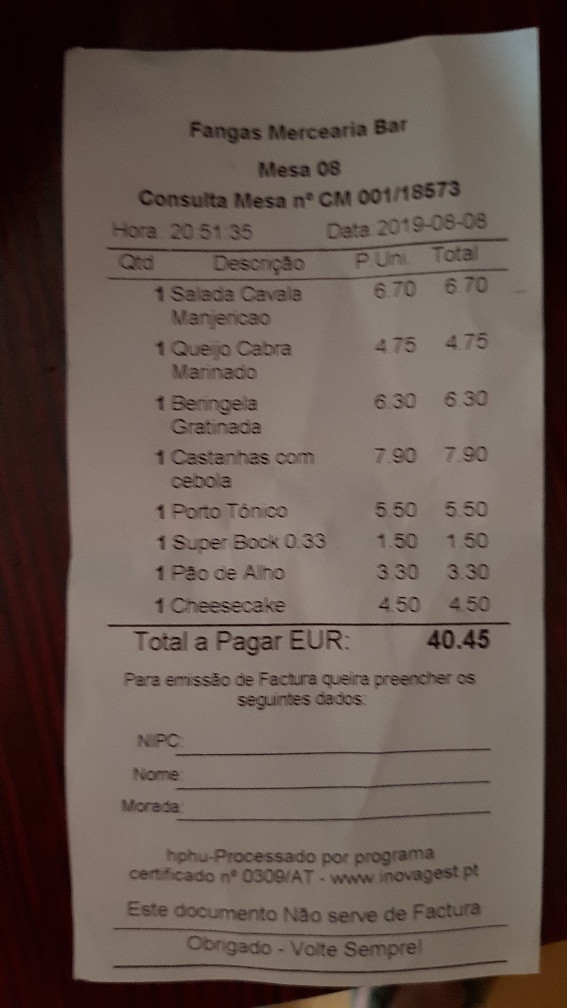 Fangas Mercearia Bar
Mesa 08
Consulta Mesa nº CM 001/18573
Hora: 20:51:35 Data: 2019-08-08
Qtd Descrição P.Uni. Total
1 Salada Cavala 6.70 6.70
Manjericao
1 Queijo Cabra 4.75 4.75
Marinado
1 Beringela 6.30 6.30
Gratinada
1 Castanhas com 7.90 7.90
cebola
1 Porto Tónico 5.50 5.50
1 Super Bock 0.33 1.50 1.50
1 Pão de Alho 3.30 3.30
1 Cheesecake 4.50 4.50
Total a Pagar EUR: 40.45
Para emissão de Factura queira preencher os
seguintes dados:
NIPC:
Nome:
Morada:
hphu-Processado por programa
certificado nº 0309/AT - www.inovagest.pt
Este documento Não serve de Factura
Obrigado - Volte Sempre!